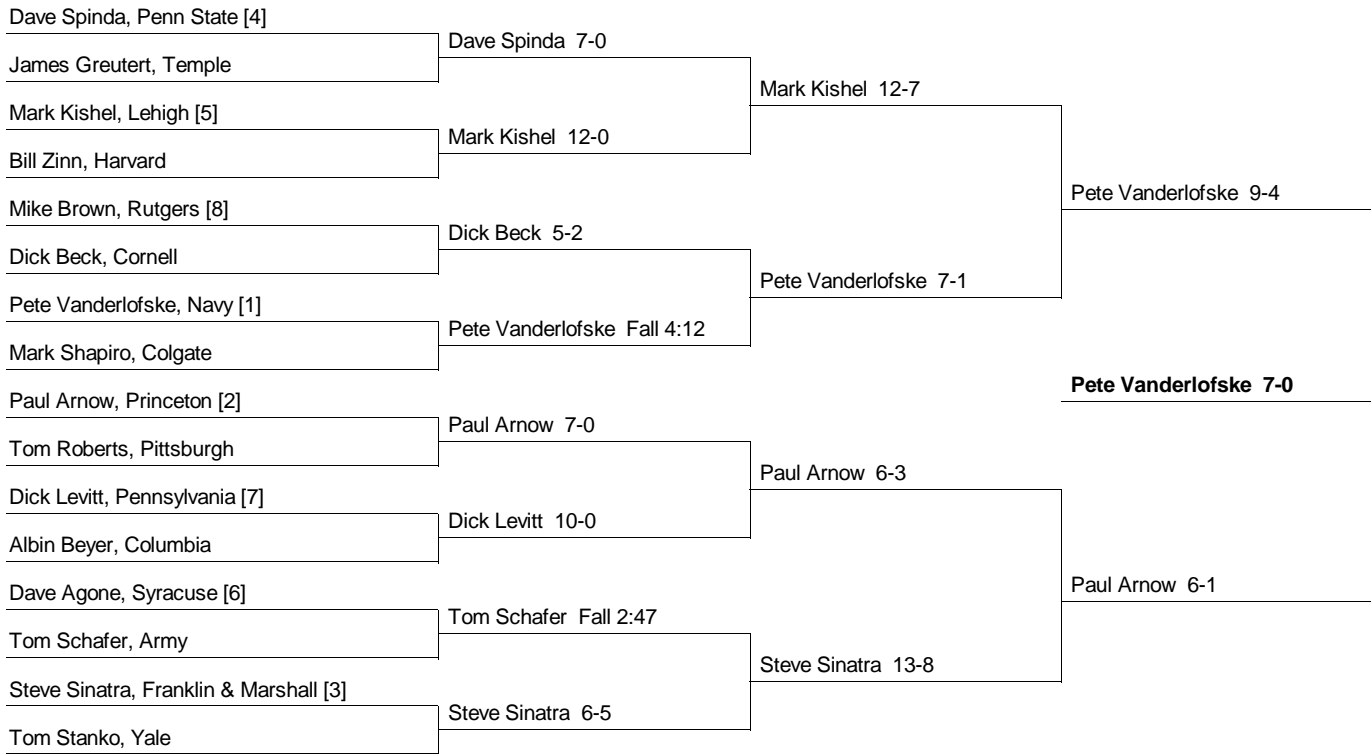 Dave Spinda, Penn State [4]
Dave Spinda 7-0
James Greutert, Temple
Mark Kishel 12-7
Mark Kishel, Lehigh [5]
Mark Kishel 12-0
Bill Zinn, Harvard
Pete Vanderlofske 9-4
Mike Brown, Rutgers [8]
Dick Beck 5-2
Dick Beck, Cornell
Pete Vanderlofske 7-1
Pete Vanderlofske, Navy [1]
Pete Vanderlofske Fall 4:12
Mark Shapiro, Colgate
Pete Vanderlofske 7-0
Paul Arnow, Princeton [2]
Paul Arnow 7-0
Tom Roberts, Pittsburgh
Paul Arnow 6-3
Dick Levitt, Pennsylvania [7]
Dick Levitt 10-0
Albin Beyer, Columbia
Paul Arnow 6-1
Dave Agone, Syracuse [6]
Tom Schafer Fall 2:47
Tom Schafer, Army
Steve Sinatra 13-8
Steve Sinatra, Franklin & Marshall [3]
Steve Sinatra 6-5
Tom Stanko, Yale